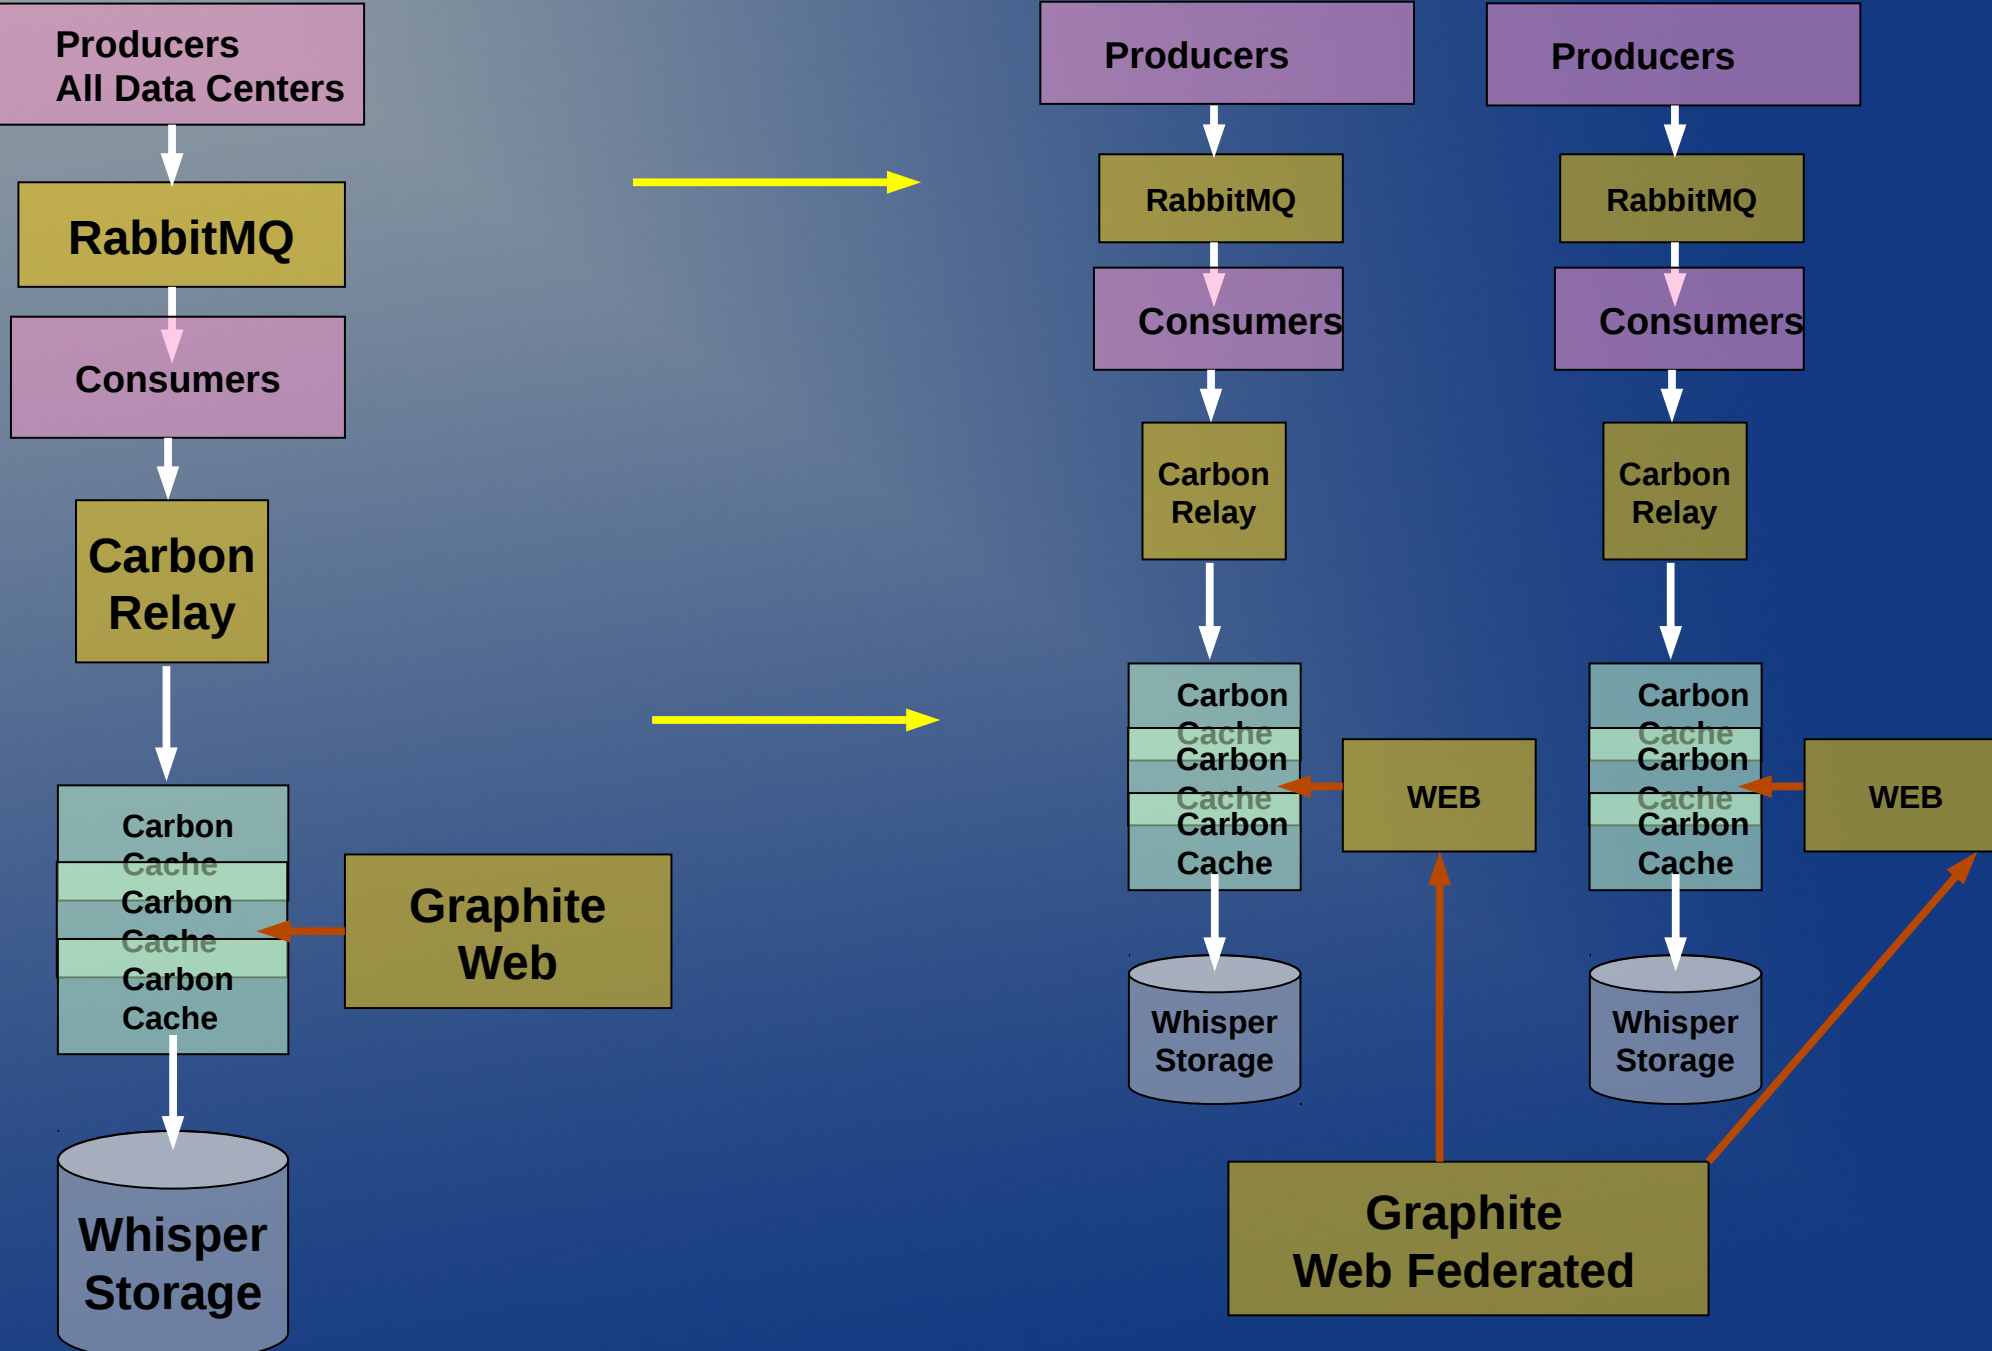 Producers
All Data Centers
RabbitMQ
Consumers
Carbon
Relay
Carbon
Cache
Carbon
Cache
Carbon
Cache
Graphite
Web
Whisper
Storage
Producers
RabbitMQ
Consumers
Carbon
Relay
Carbon
Cache
Carbon
Cache
Carbon
Cache
WEB
Whisper
Storage
Producers
RabbitMQ
Consumers
Carbon
Relay
Carbon
Cache
Carbon
Cache
Carbon
Cache
WEB
Whisper
Storage
Graphite
Web Federated